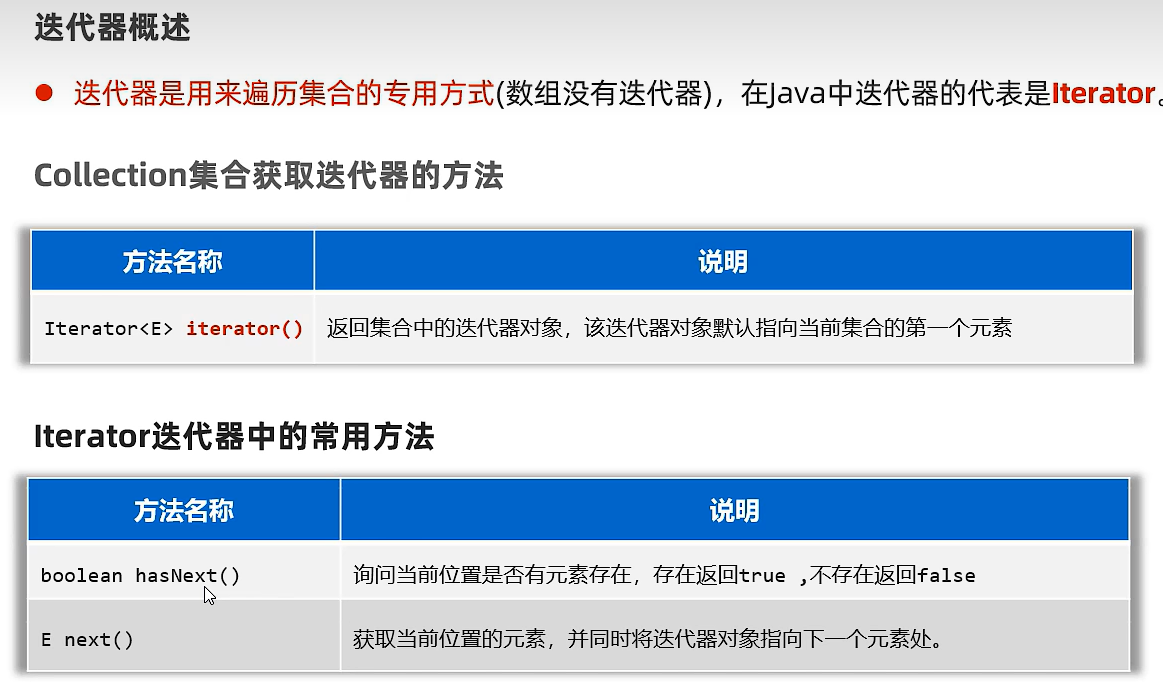 迭代器概述
● 迭代器是用来遍历集合的专用方式(数组没有迭代器)，在Java中迭代器的代表是Iterator。
Collection集合获取迭代器的方法
方法名称 说明
Iterator<E> iterator() 返回集合中的迭代器对象，该迭代器对象默认指向当前集合的第一个元素
Iterator迭代器中的常用方法
方法名称 说明
boolean hasNext() 询问当前位置是否有元素存在，存在返回true ,不存在返回false
E next() 获取当前位置的元素，并同时将迭代器对象指向下一个元素处。